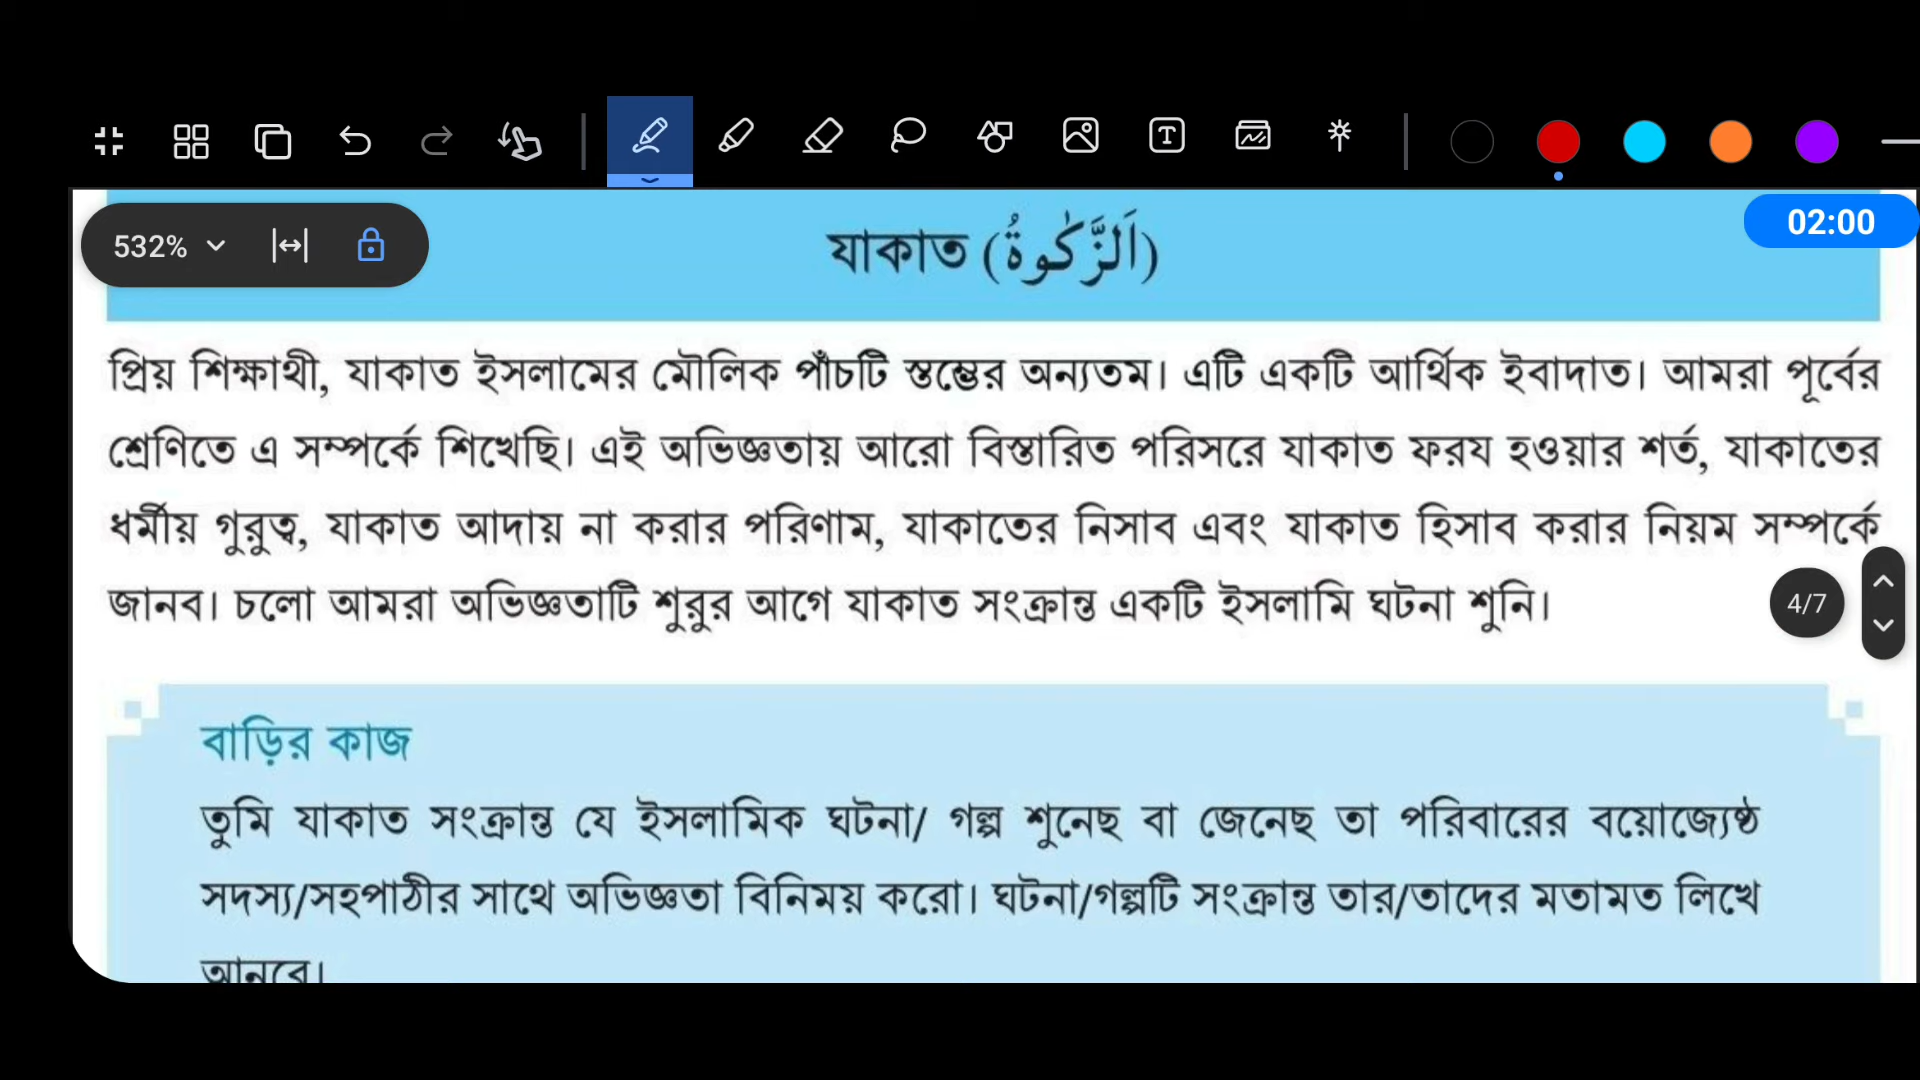 532%
যাকাত (اَلزَّكٰوةُ)
02:00
প্রিয় শিক্ষাথী, যাকাত ইসলামের মৌলিক পাঁচটি স্তম্ভের অন্যতম। এটি একটি আর্থিক ইবাদাত। আমরা পূর্বের
শ্রেণিতে এ সম্পর্কে শিখেছি। এই অভিজ্ঞতায় আরো বিস্তারিত পরিসরে যাকাত ফরয হওয়ার শর্ত, যাকাতের
ধর্মীয় গুরুত্ব, যাকাত আদায় না করার পরিণাম, যাকাতের নিসাব এবং যাকাত হিসাব করার নিয়ম সম্পর্কে
জানব। চলো আমরা অভিজ্ঞতাটি শুরুর আগে যাকাত সংক্রান্ত একটি ইসলামি ঘটনা শুনি।
4/7
বাড়ির কাজ
তুমি যাকাত সংক্রান্ত যে ইসলামিক ঘটনা/ গল্প শুনেছ বা জেনেছ তা পরিবারের বয়োজ্যেষ্ঠ
সদস্য/সহপাঠীর সাথে অভিজ্ঞতা বিনিময় করো। ঘটনা/গল্পটি সংক্রান্ত তার/তাদের মতামত লিখে
আনবে।